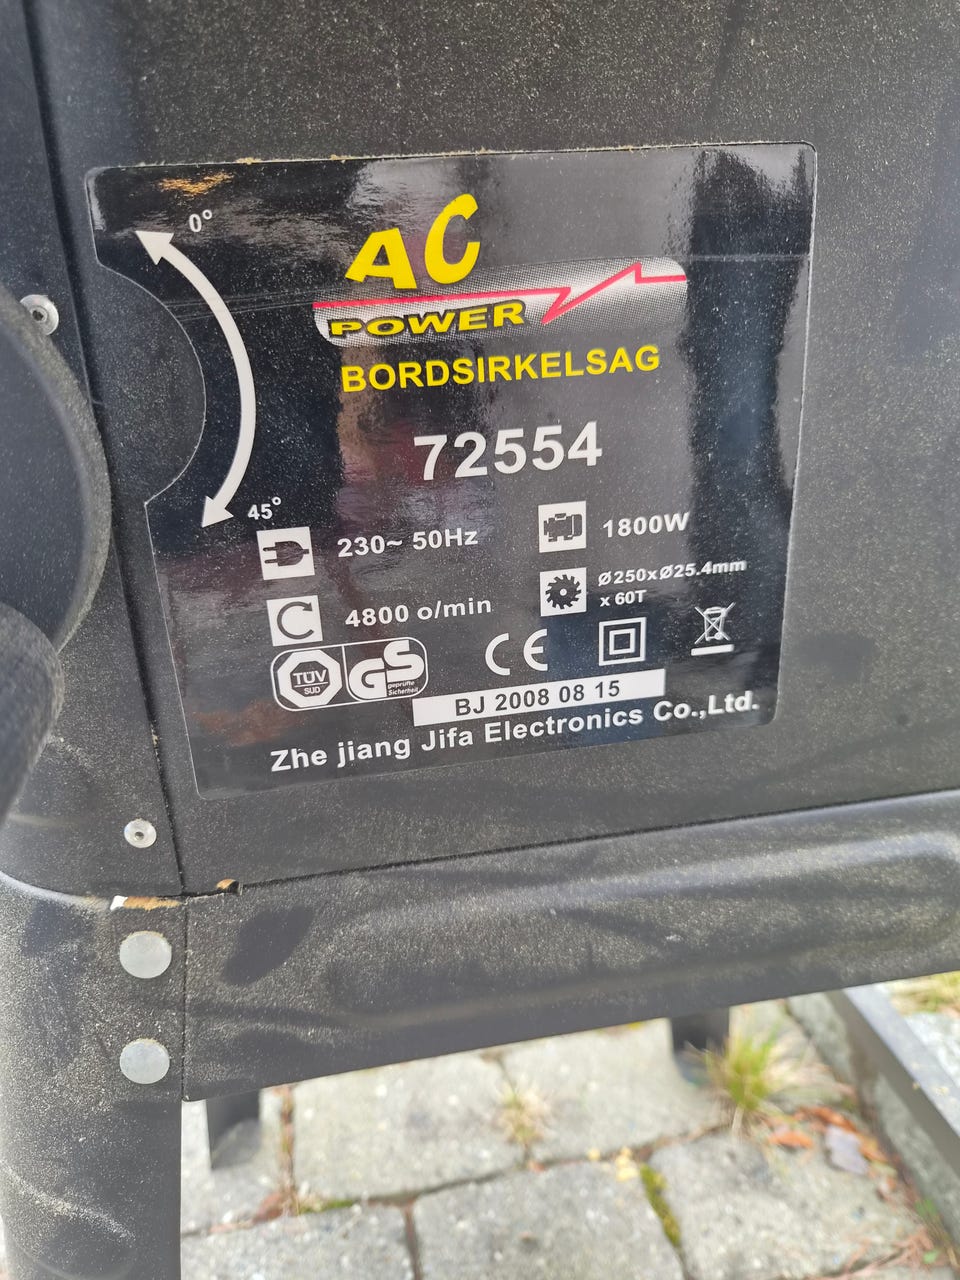 0°
AC
POWER
BORDSIRKELSAG
72554
45°
230~ 50Hz
1800W
Ø250xØ25.4mm
x 60T
4800 o/min
TÜV
SUD
GS
geprüfte
Sicherheit
CE
BJ 2008 08 15
Zhe jiang Jifa Electronics Co.,Ltd.